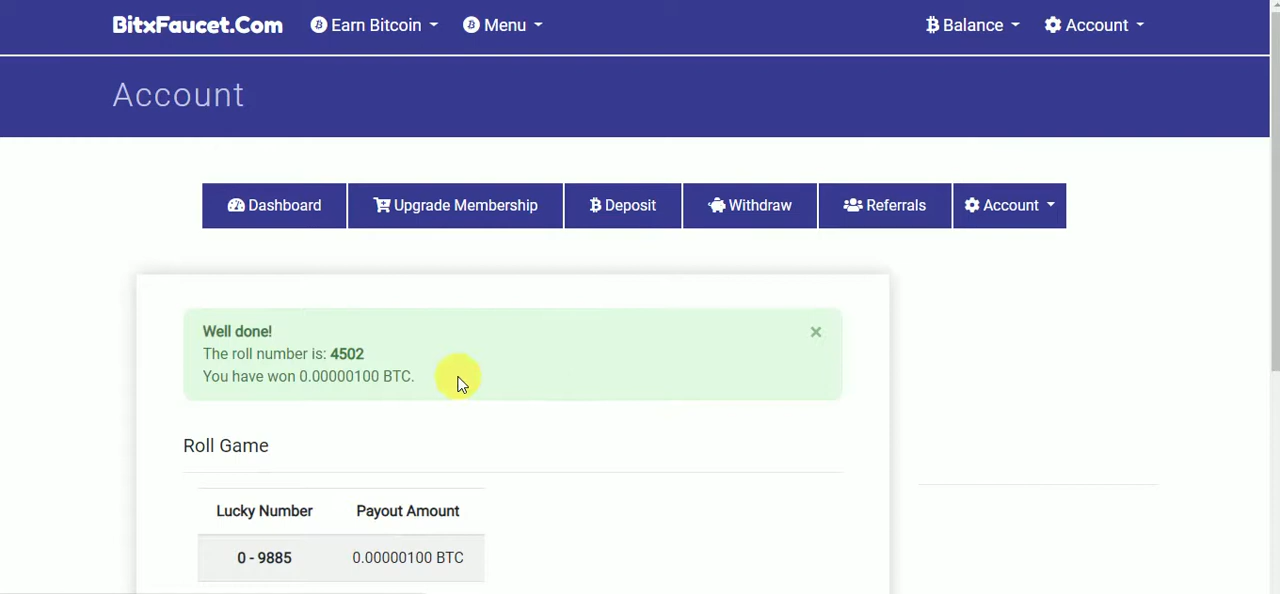 BitxFaucet.Com Earn Bitcoin Menu Balance Account
Account
Dashboard Upgrade Membership Deposit Withdraw Referrals Account
Well done! ×
The roll number is: 4502
You have won 0.00000100 BTC.
Roll Game
Lucky Number Payout Amount
0 - 9885 0.00000100 BTC